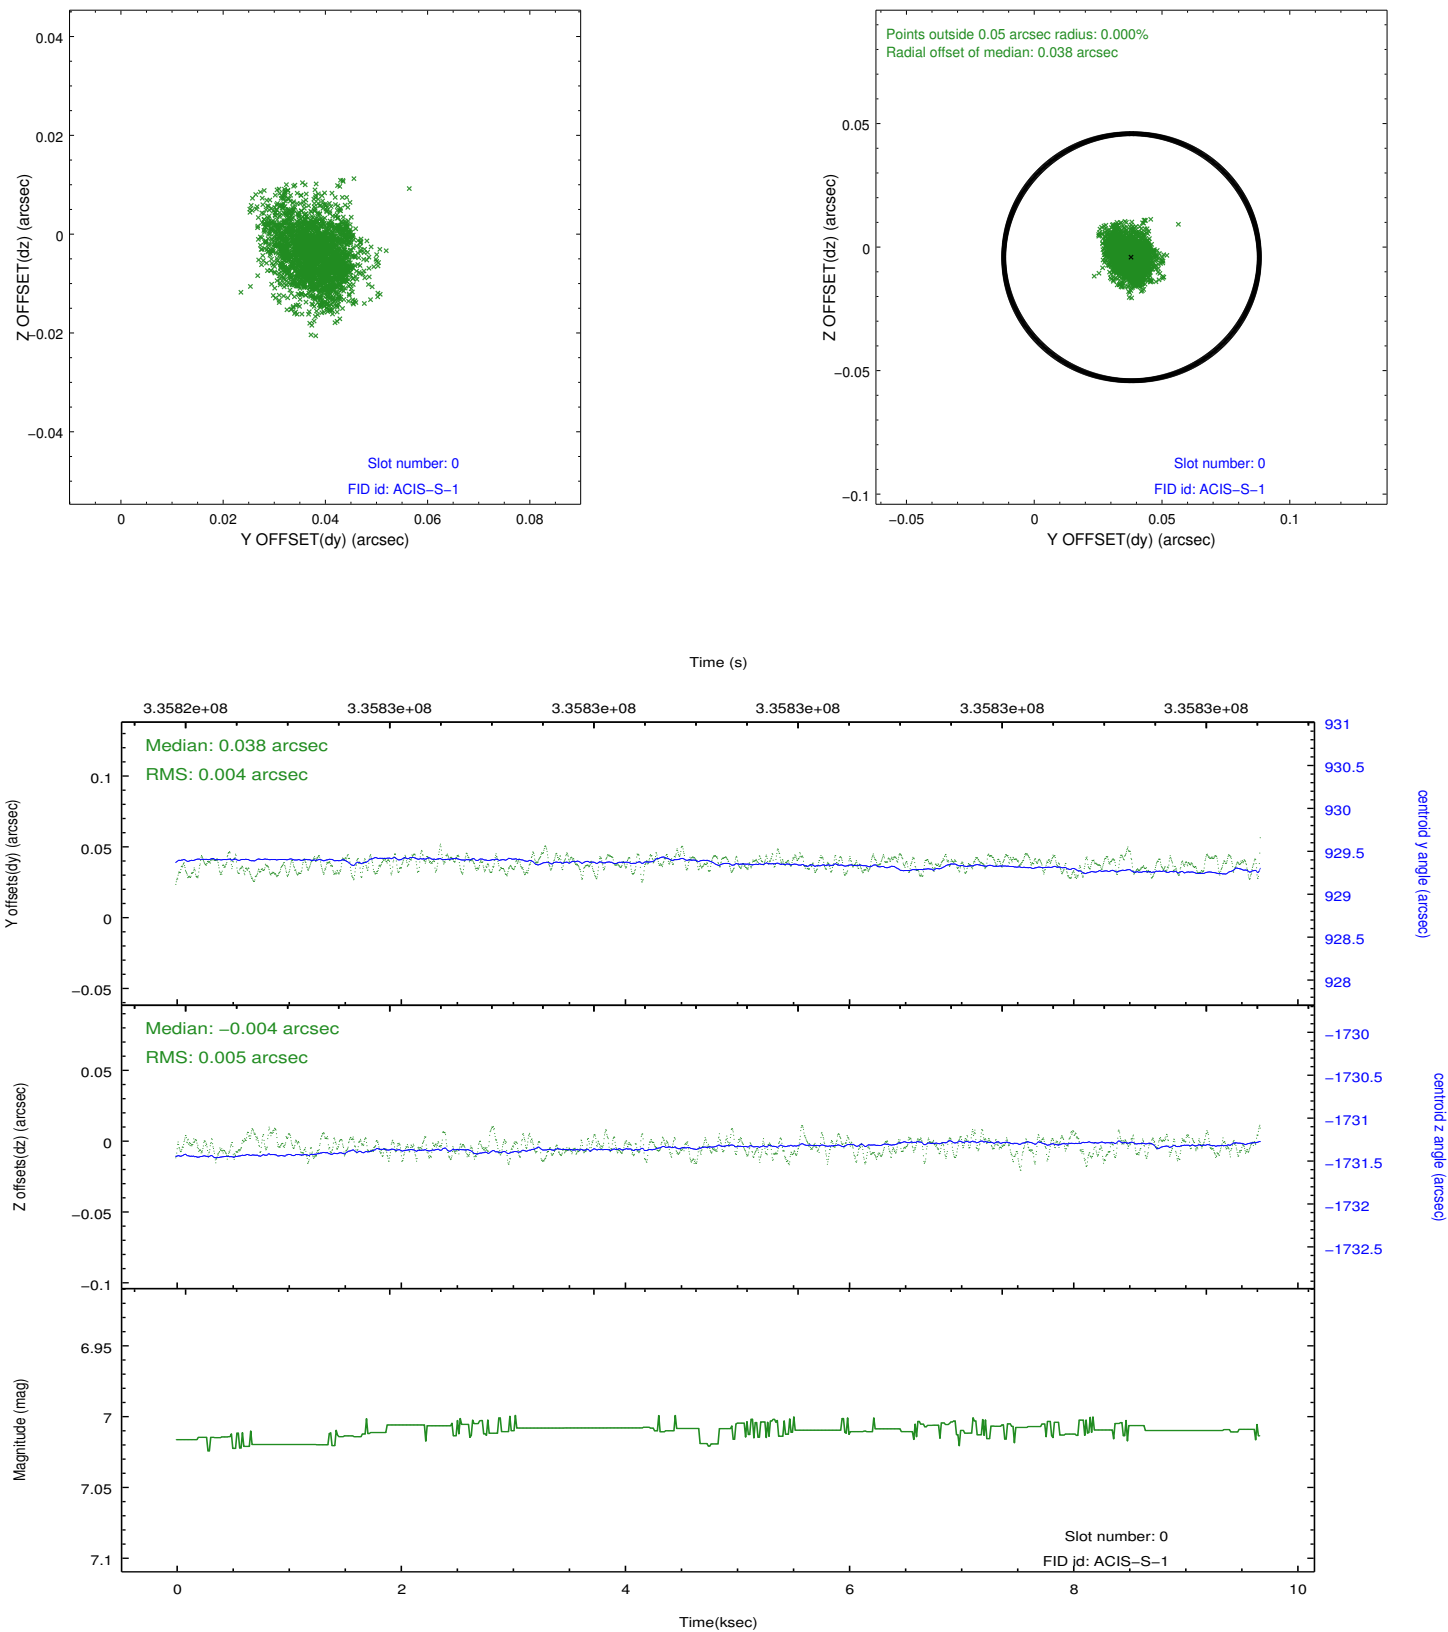 0.04
0.02
0
−0.02
−0.04
Z OFFSET(dz) (arcsec)
Slot number: 0
FID id: ACIS−S−1
0
0.02
0.04
0.06
0.08
Y OFFSET(dy) (arcsec)
Points outside 0.05 arcsec radius: 0.000%
Radial offset of median: 0.038 arcsec
0.05
0
−0.05
−0.1
Z OFFSET(dz) (arcsec)
Slot number: 0
FID id: ACIS−S−1
−0.05
0
0.05
0.1
Y OFFSET(dy) (arcsec)
Time (s)
3.3582e+08
3.3583e+08
3.3583e+08
3.3583e+08
3.3583e+08
3.3583e+08
Median: 0.038 arcsec
RMS: 0.004 arcsec
0.1
0.05
0
−0.05
Y offsets(dy) (arcsec)
931
930.5
930
929.5
929
928.5
928
centroid y angle (arcsec)
Median: −0.004 arcsec
RMS: 0.005 arcsec
0.05
0
−0.05
−0.1
Z offsets(dz) (arcsec)
−1730
−1730.5
−1731
−1731.5
−1732
−1732.5
centroid z angle (arcsec)
6.95
7
7.05
7.1
Magnitude (mag)
Slot number: 0
FID id: ACIS−S−1
0
2
4
6
8
10
Time(ksec)